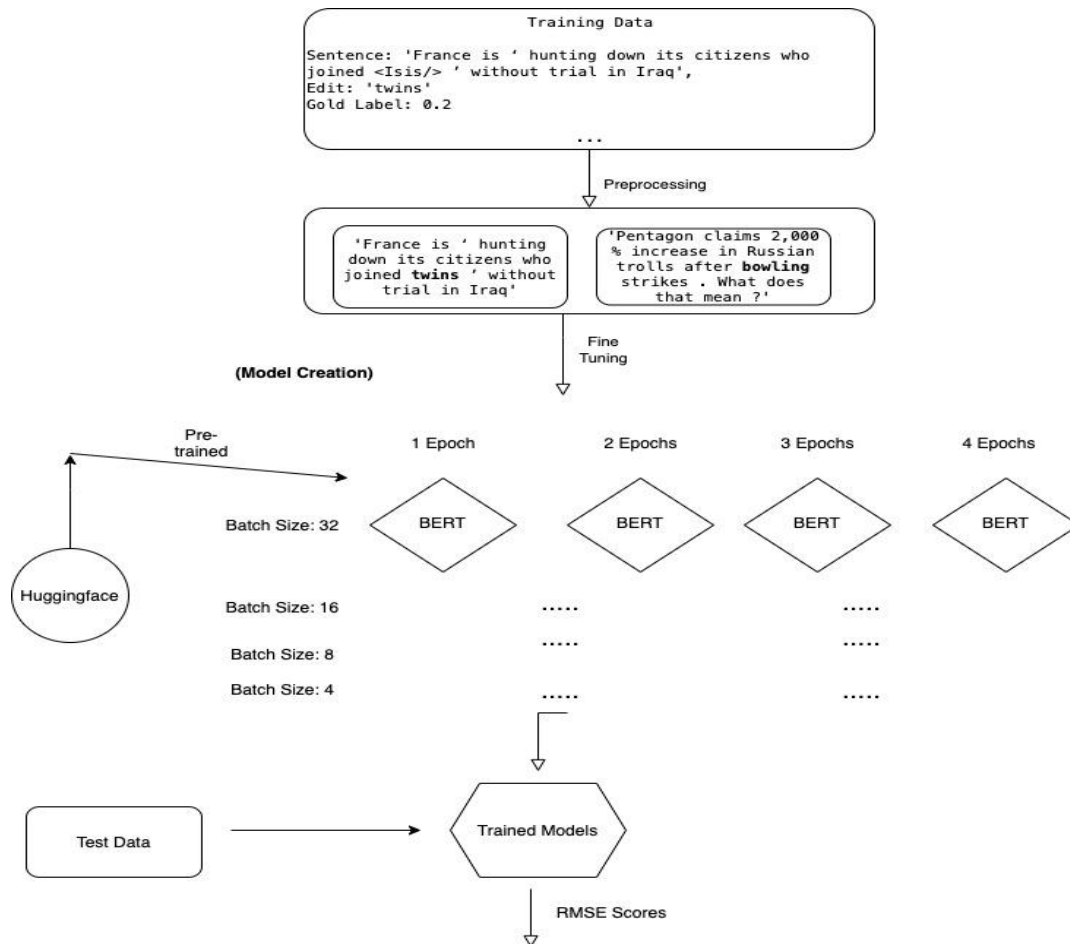 Training Data
Sentence: 'France is ‘ hunting down its citizens who
joined <Isis/> ’ without trial in Iraq',
Edit: 'twins'
Gold Label: 0.2
...
Preprocessing
'France is ‘ hunting
down its citizens who
joined twins ’ without
trial in Iraq'
'Pentagon claims 2,000
% increase in Russian
trolls after bowling
strikes . What does
that mean ?'
Fine
Tuning
(Model Creation)
Pre-
trained
1 Epoch
2 Epochs
3 Epochs
4 Epochs
Batch Size: 32
BERT
BERT
BERT
BERT
Huggingface
Batch Size: 16
.....
.....
Batch Size: 8
.....
.....
Batch Size: 4
.....
.....
Test Data
Trained Models
RMSE Scores